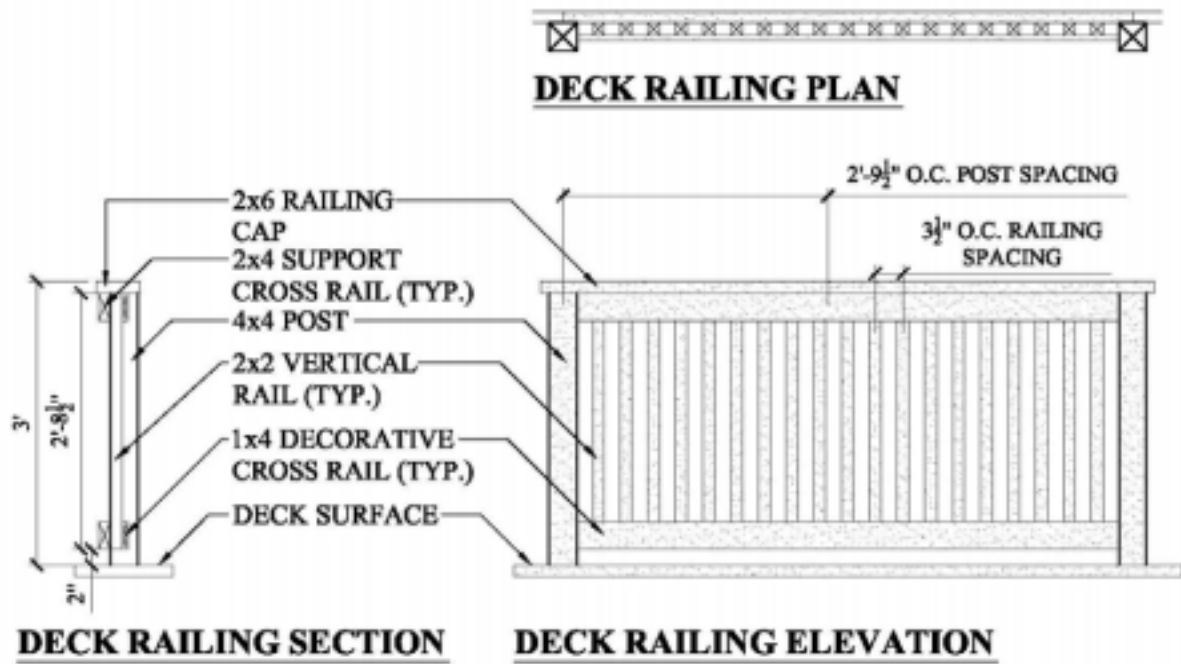 DECK RAILING PLAN
2'-9½" O.C. POST SPACING
3½" O.C. RAILING
SPACING
2x6 RAILING
CAP
2x4 SUPPORT
CROSS RAIL (TYP.)
4x4 POST
2x2 VERTICAL
RAIL (TYP.)
1x4 DECORATIVE
CROSS RAIL (TYP.)
DECK SURFACE
3'
2'-8½"
2"
DECK RAILING SECTION
DECK RAILING ELEVATION